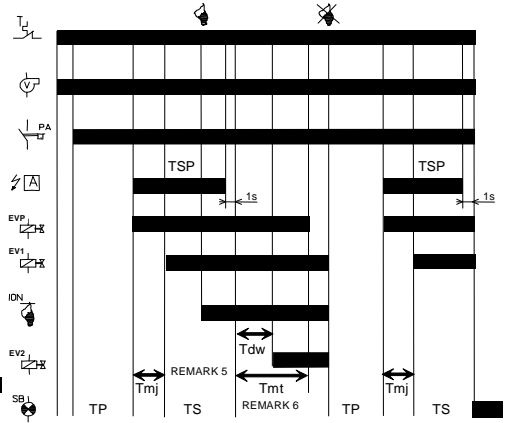 T
V
PA
TSP
TSP
A
1s
1s
EVP
EV1
ION
Tdw
EV2
REMARK 5
Tmj
Tmt
Tmj
SB
TP
TS
REMARK 6
TP
TS